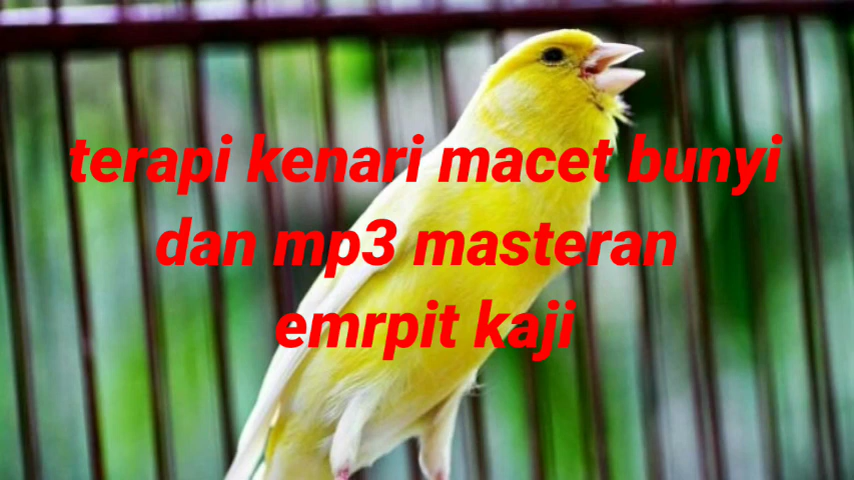 terapi kenari macet bunyi
dan mp3 masteran
emrpit kaji